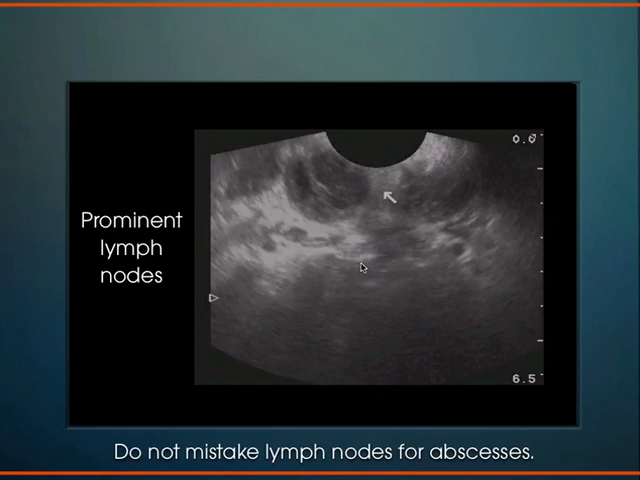 0.0
Prominent
lymph
nodes
6.5
Do not mistake lymph nodes for abscesses.